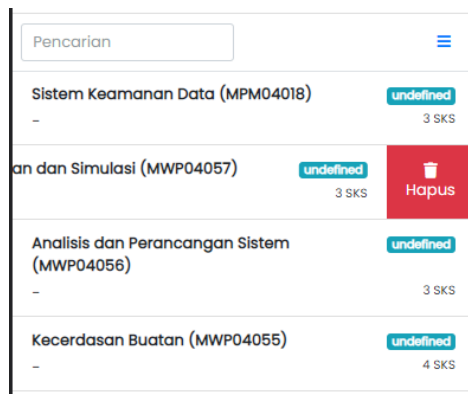 Pencarian
Sistem Keamanan Data (MPM04018)
undefined
-
3 SKS
an dan Simulasi (MWP04057)
undefined
3 SKS
Hapus
Analisis dan Perancangan Sistem
(MWP04056)
undefined
-
3 SKS
Kecerdasan Buatan (MWP04055)
undefined
-
4 SKS